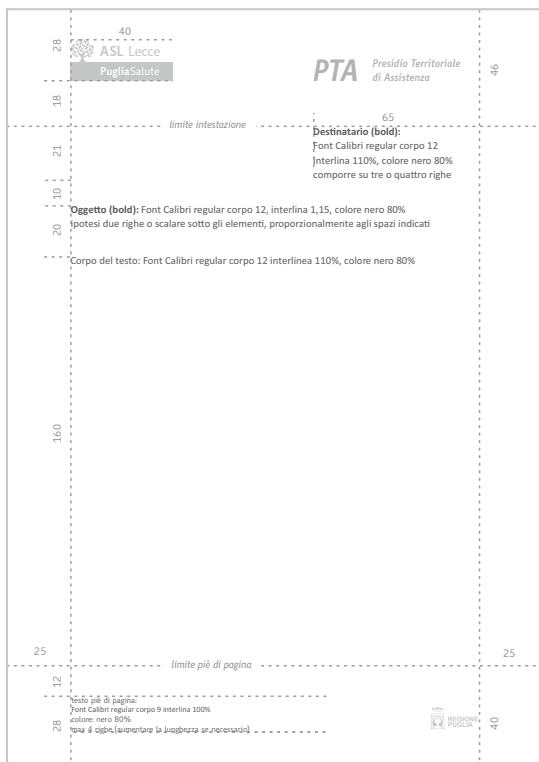 40
28
ASL Lecce
PugliaSalute
PTA
Presidio Territoriale
di Assistenza
46
18
65
limite intestazione
Destinatario (bold):
Font Calibri regular corpo 12
Interlina 110%, colore nero 80%
comporre su tre o quattro righe
21
10
Oggetto (bold): Font Calibri regular corpo 12, interlina 1,15, colore nero 80%
ipotesi due righe o scalare sotto gli elementi, proporzionalmente agli spazi indicati
20
Corpo del testo: Font Calibri regular corpo 12 interlinea 110%, colore nero 80%
160
25
25
limite piè di pagina
12
testo piè di pagina:
Font Calibri regular corpo 9 interlina 100%
colore: nero 80%
max 4 righe (aumentare la lunghezza se necessario)
28
REGIONE
PUGLIA
40